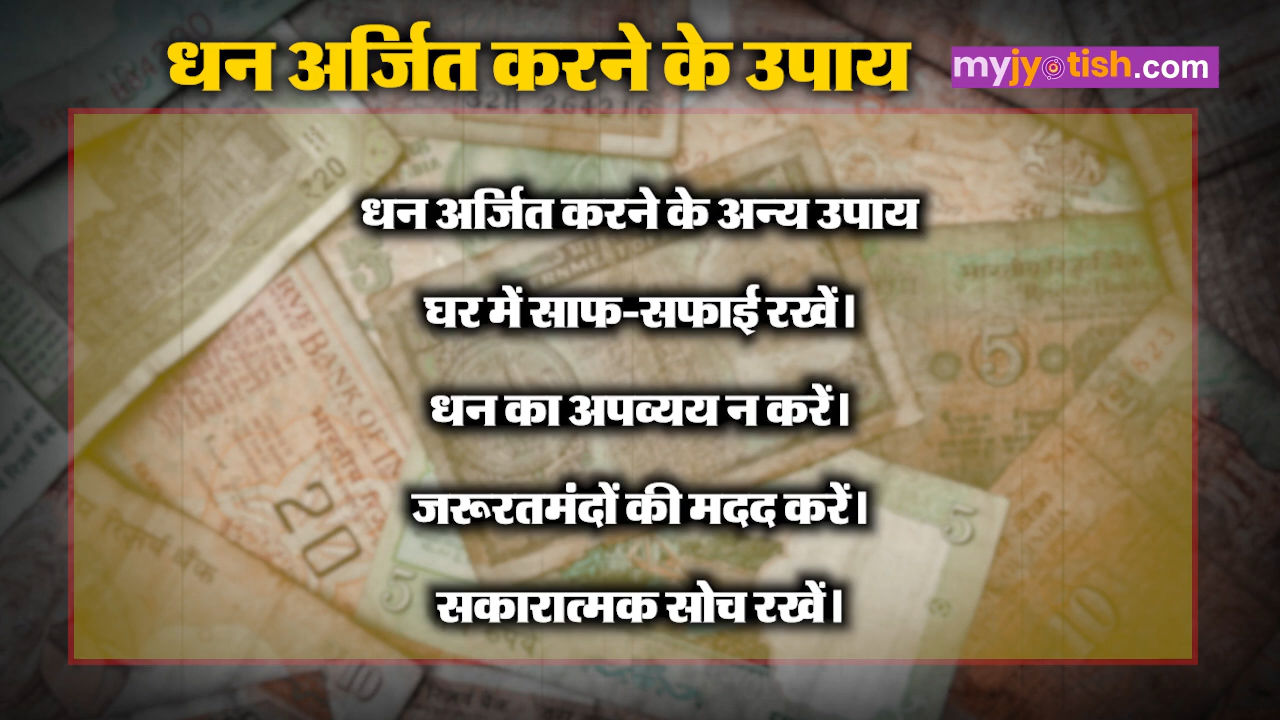 धन अर्जित करने के उपाय
myjyotish.com
धन अर्जित करने के अन्य उपाय
घर में साफ-सफाई रखें।
धन का अपव्यय न करें।
जरूरतमंदों की मदद करें।
सकारात्मक सोच रखें।